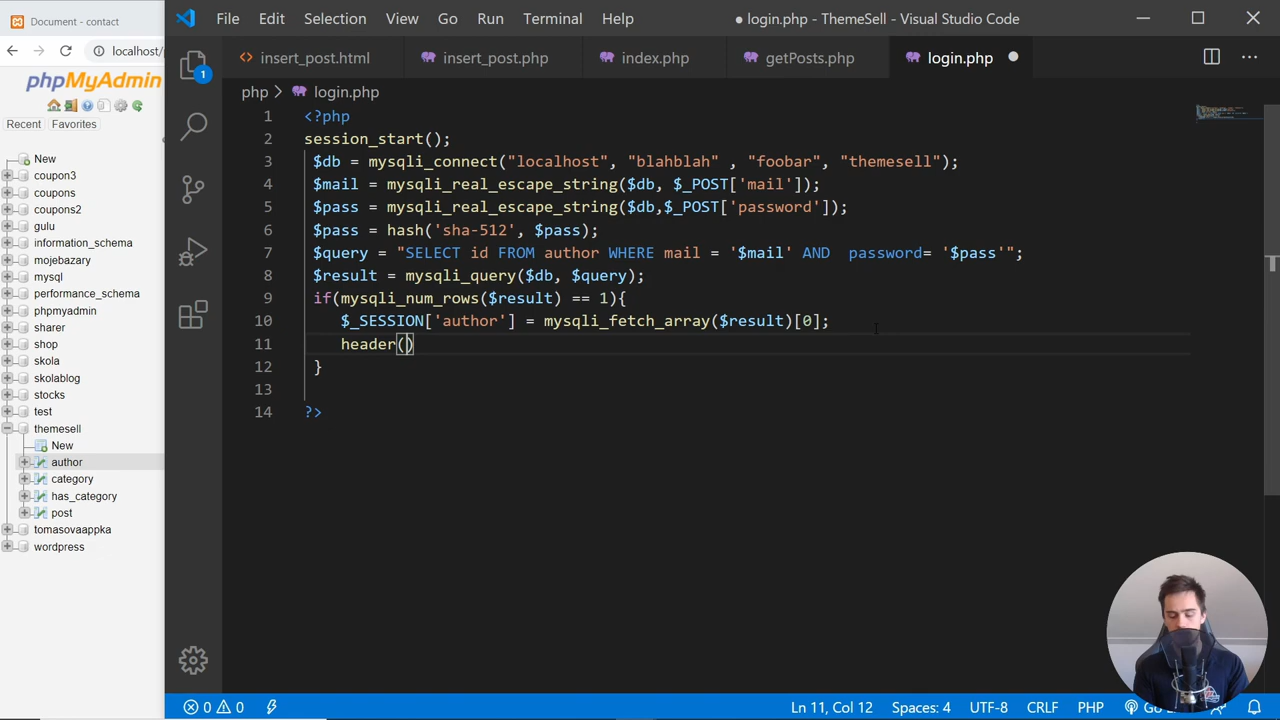 Document - contact
File Edit Selection View Go Run Terminal Help
● login.php - ThemeSell - Visual Studio Code
localhost/
phpMyAdmin
Recent Favorites
New
coupon3
coupons
coupons2
gulu
information_schema
mojebazary
mysql
performance_schema
phpmyadmin
sharer
shop
skola
skolablog
stocks
test
themesell
New
author
category
has_category
post
tomasovaappka
wordpress
1
insert_post.html insert_post.php index.php getPosts.php login.php
php > login.php
1 <?php
2 session_start();
3 $db = mysqli_connect("localhost", "blahblah" , "foobar", "themesell");
4 $mail = mysqli_real_escape_string($db, $_POST['mail']);
5 $pass = mysqli_real_escape_string($db,$_POST['password']);
6 $pass = hash('sha-512', $pass);
7 $query = "SELECT id FROM author WHERE mail = '$mail' AND  password= '$pass'";
8 $result = mysqli_query($db, $query);
9 if(mysqli_num_rows($result) == 1){
10 $_SESSION['author'] = mysqli_fetch_array($result)[0];
11 header()
12 }
13
14 ?>
0 0 Ln 11, Col 12 Spaces: 4 UTF-8 CRLF PHP Go